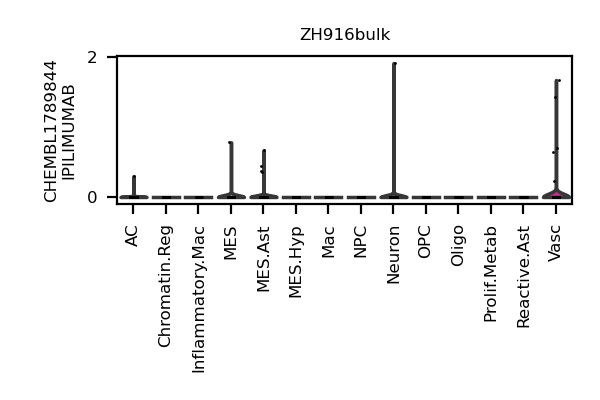 ZH916bulk
CHEMBL1789844
IPILIMUMAB
2
0
AC
Chromatin.Reg
Inflammatory.Mac
MES
MES.Ast
MES.Hyp
Mac
NPC
Neuron
OPC
Oligo
Prolif.Metab
Reactive.Ast
Vasc